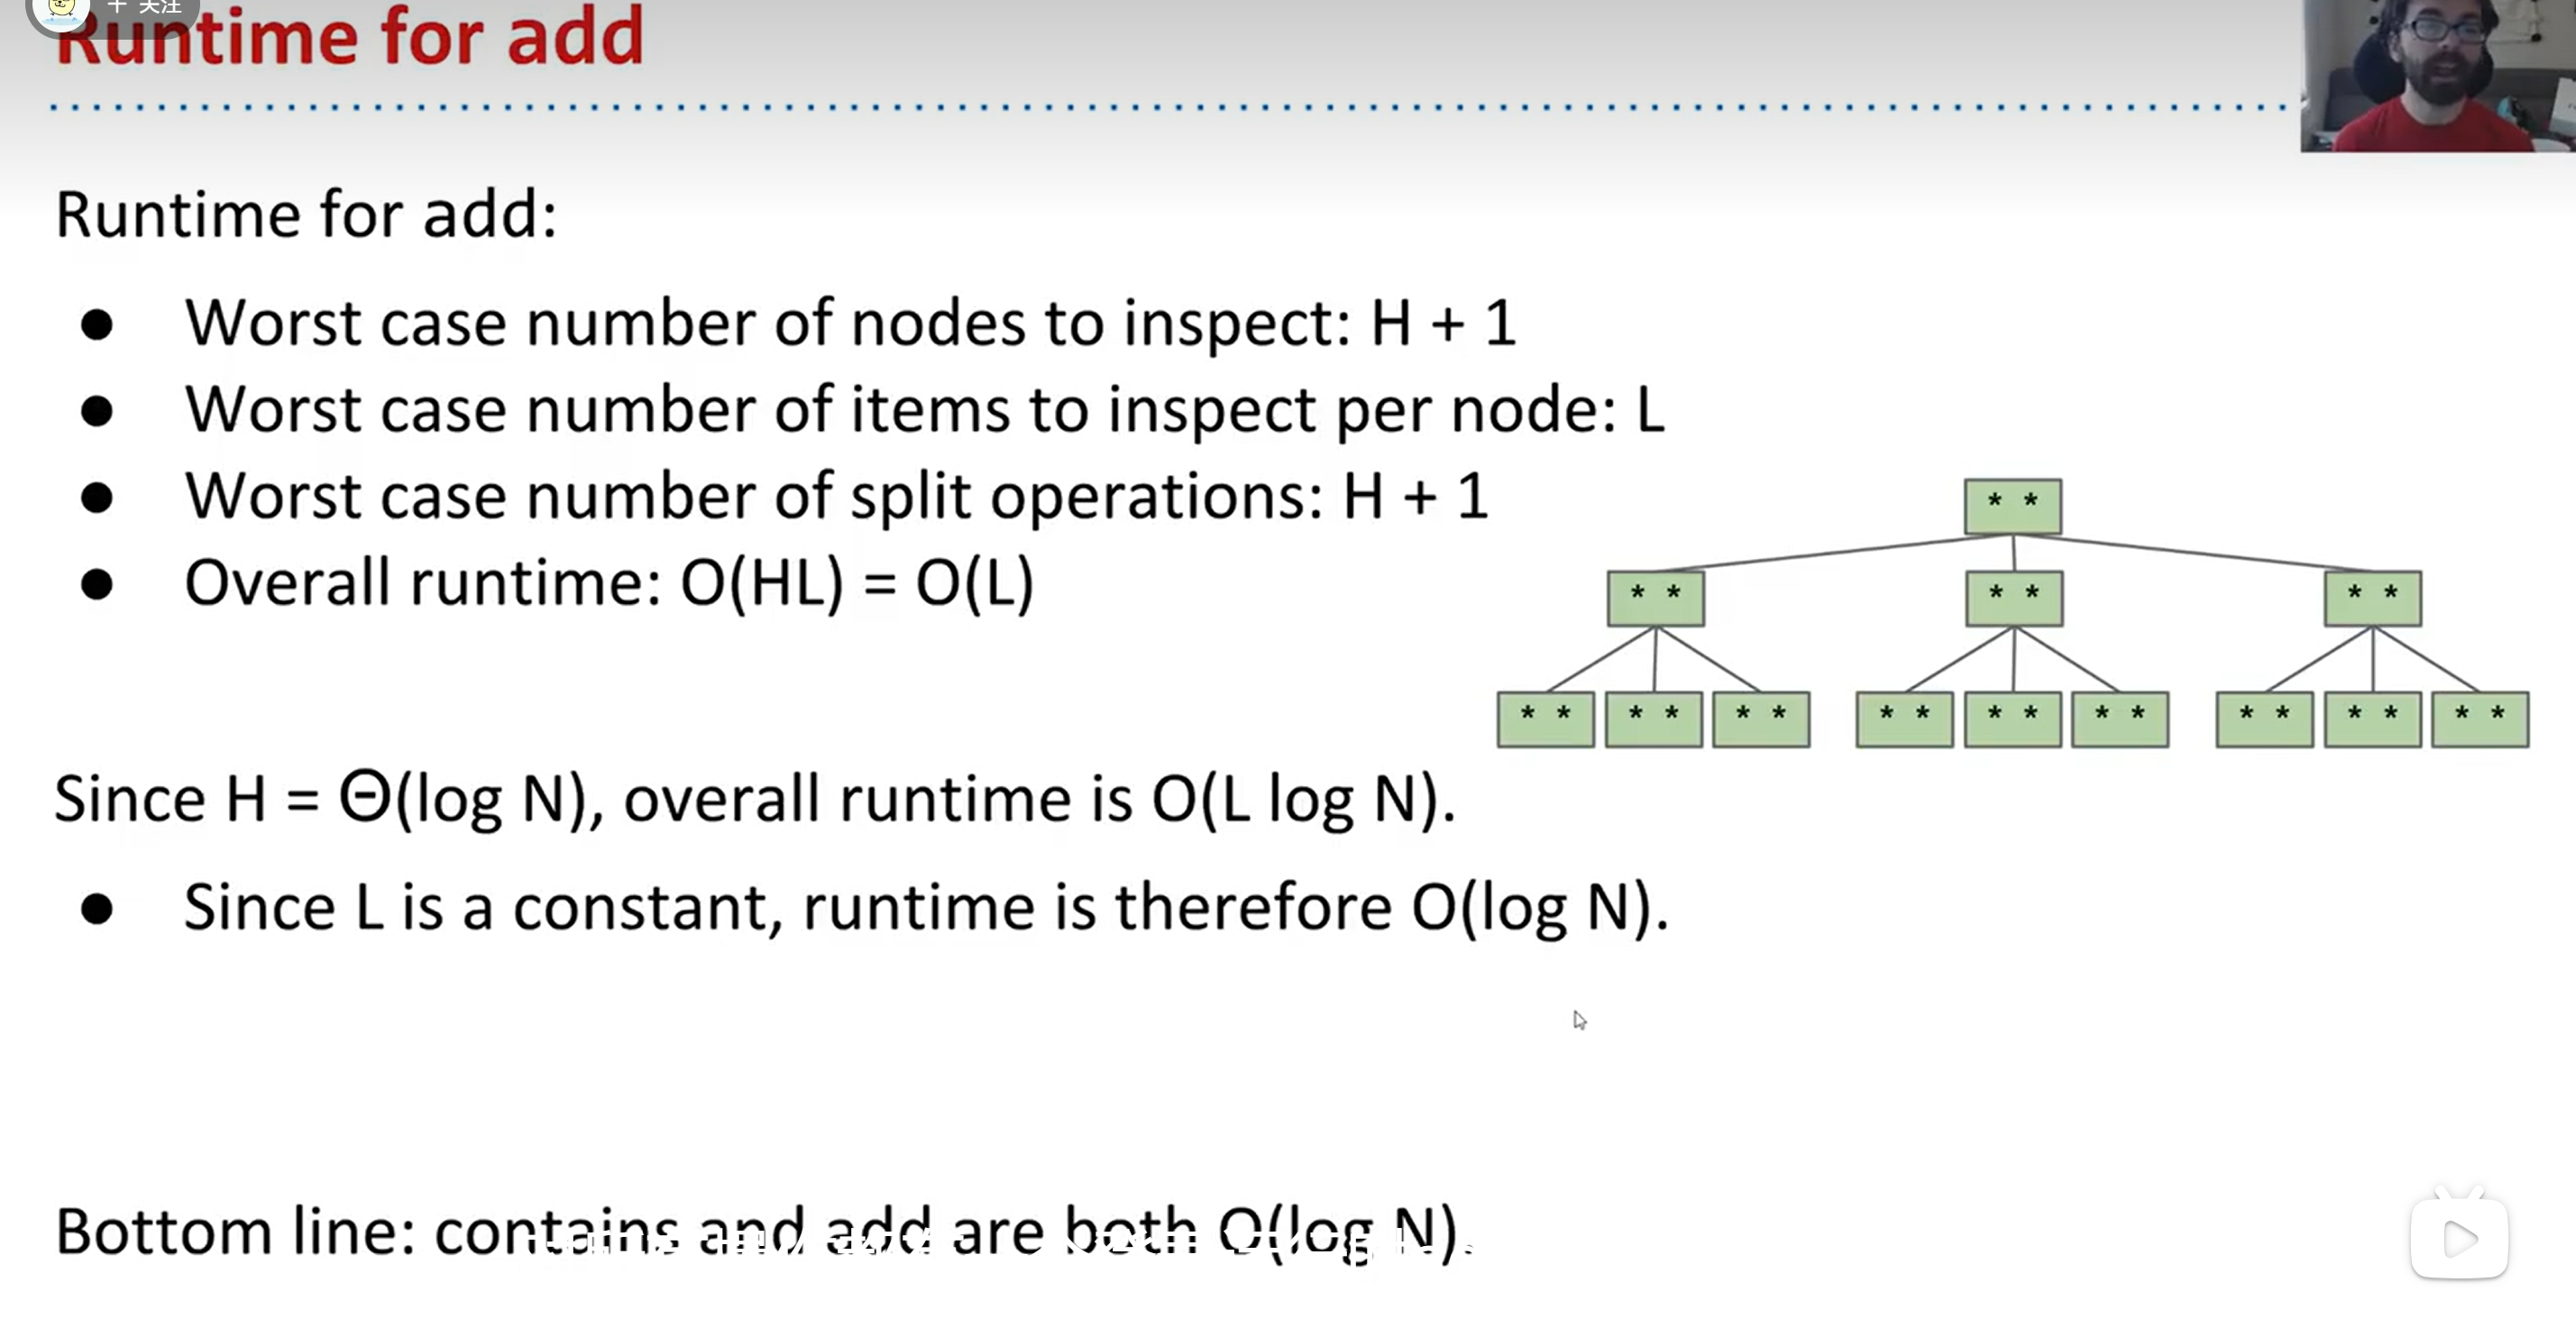 十 关注
Runtime for add
Runtime for add:
● Worst case number of nodes to inspect: H + 1
● Worst case number of items to inspect per node: L
● Worst case number of split operations: H + 1
● Overall runtime: O(HL) = O(L)
* *
* * * * * *
* * * * * * * * * * * * * * * * * *
Since H = Θ(log N), overall runtime is O(L log N).
● Since L is a constant, runtime is therefore O(log N).
Bottom line: contains and add are both O(log N)